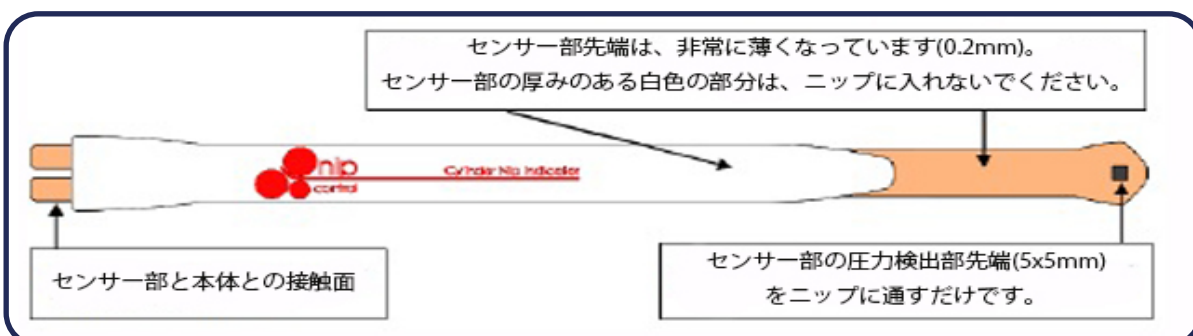 センサー部先端は、非常に薄くなっています(0.2mm)。
センサー部の厚みのある白色の部分は、ニップに入れないでください。
nip
control
Cylinder Nip Indicator
センサー部と本体との接触面
センサー部の圧力検出部先端(5x5mm)
をニップに通すだけです。